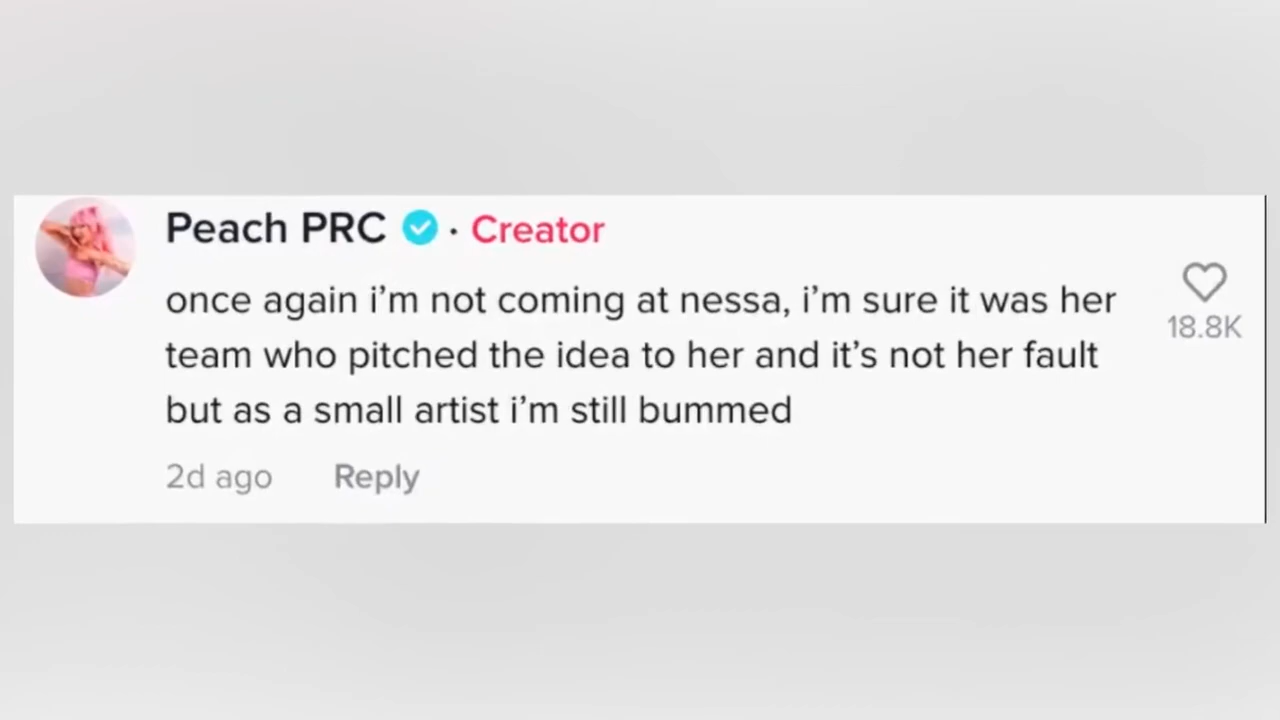 Peach PRC · Creator
once again i’m not coming at nessa, i’m sure it was her
team who pitched the idea to her and it’s not her fault
but as a small artist i’m still bummed
18.8K
2d ago Reply